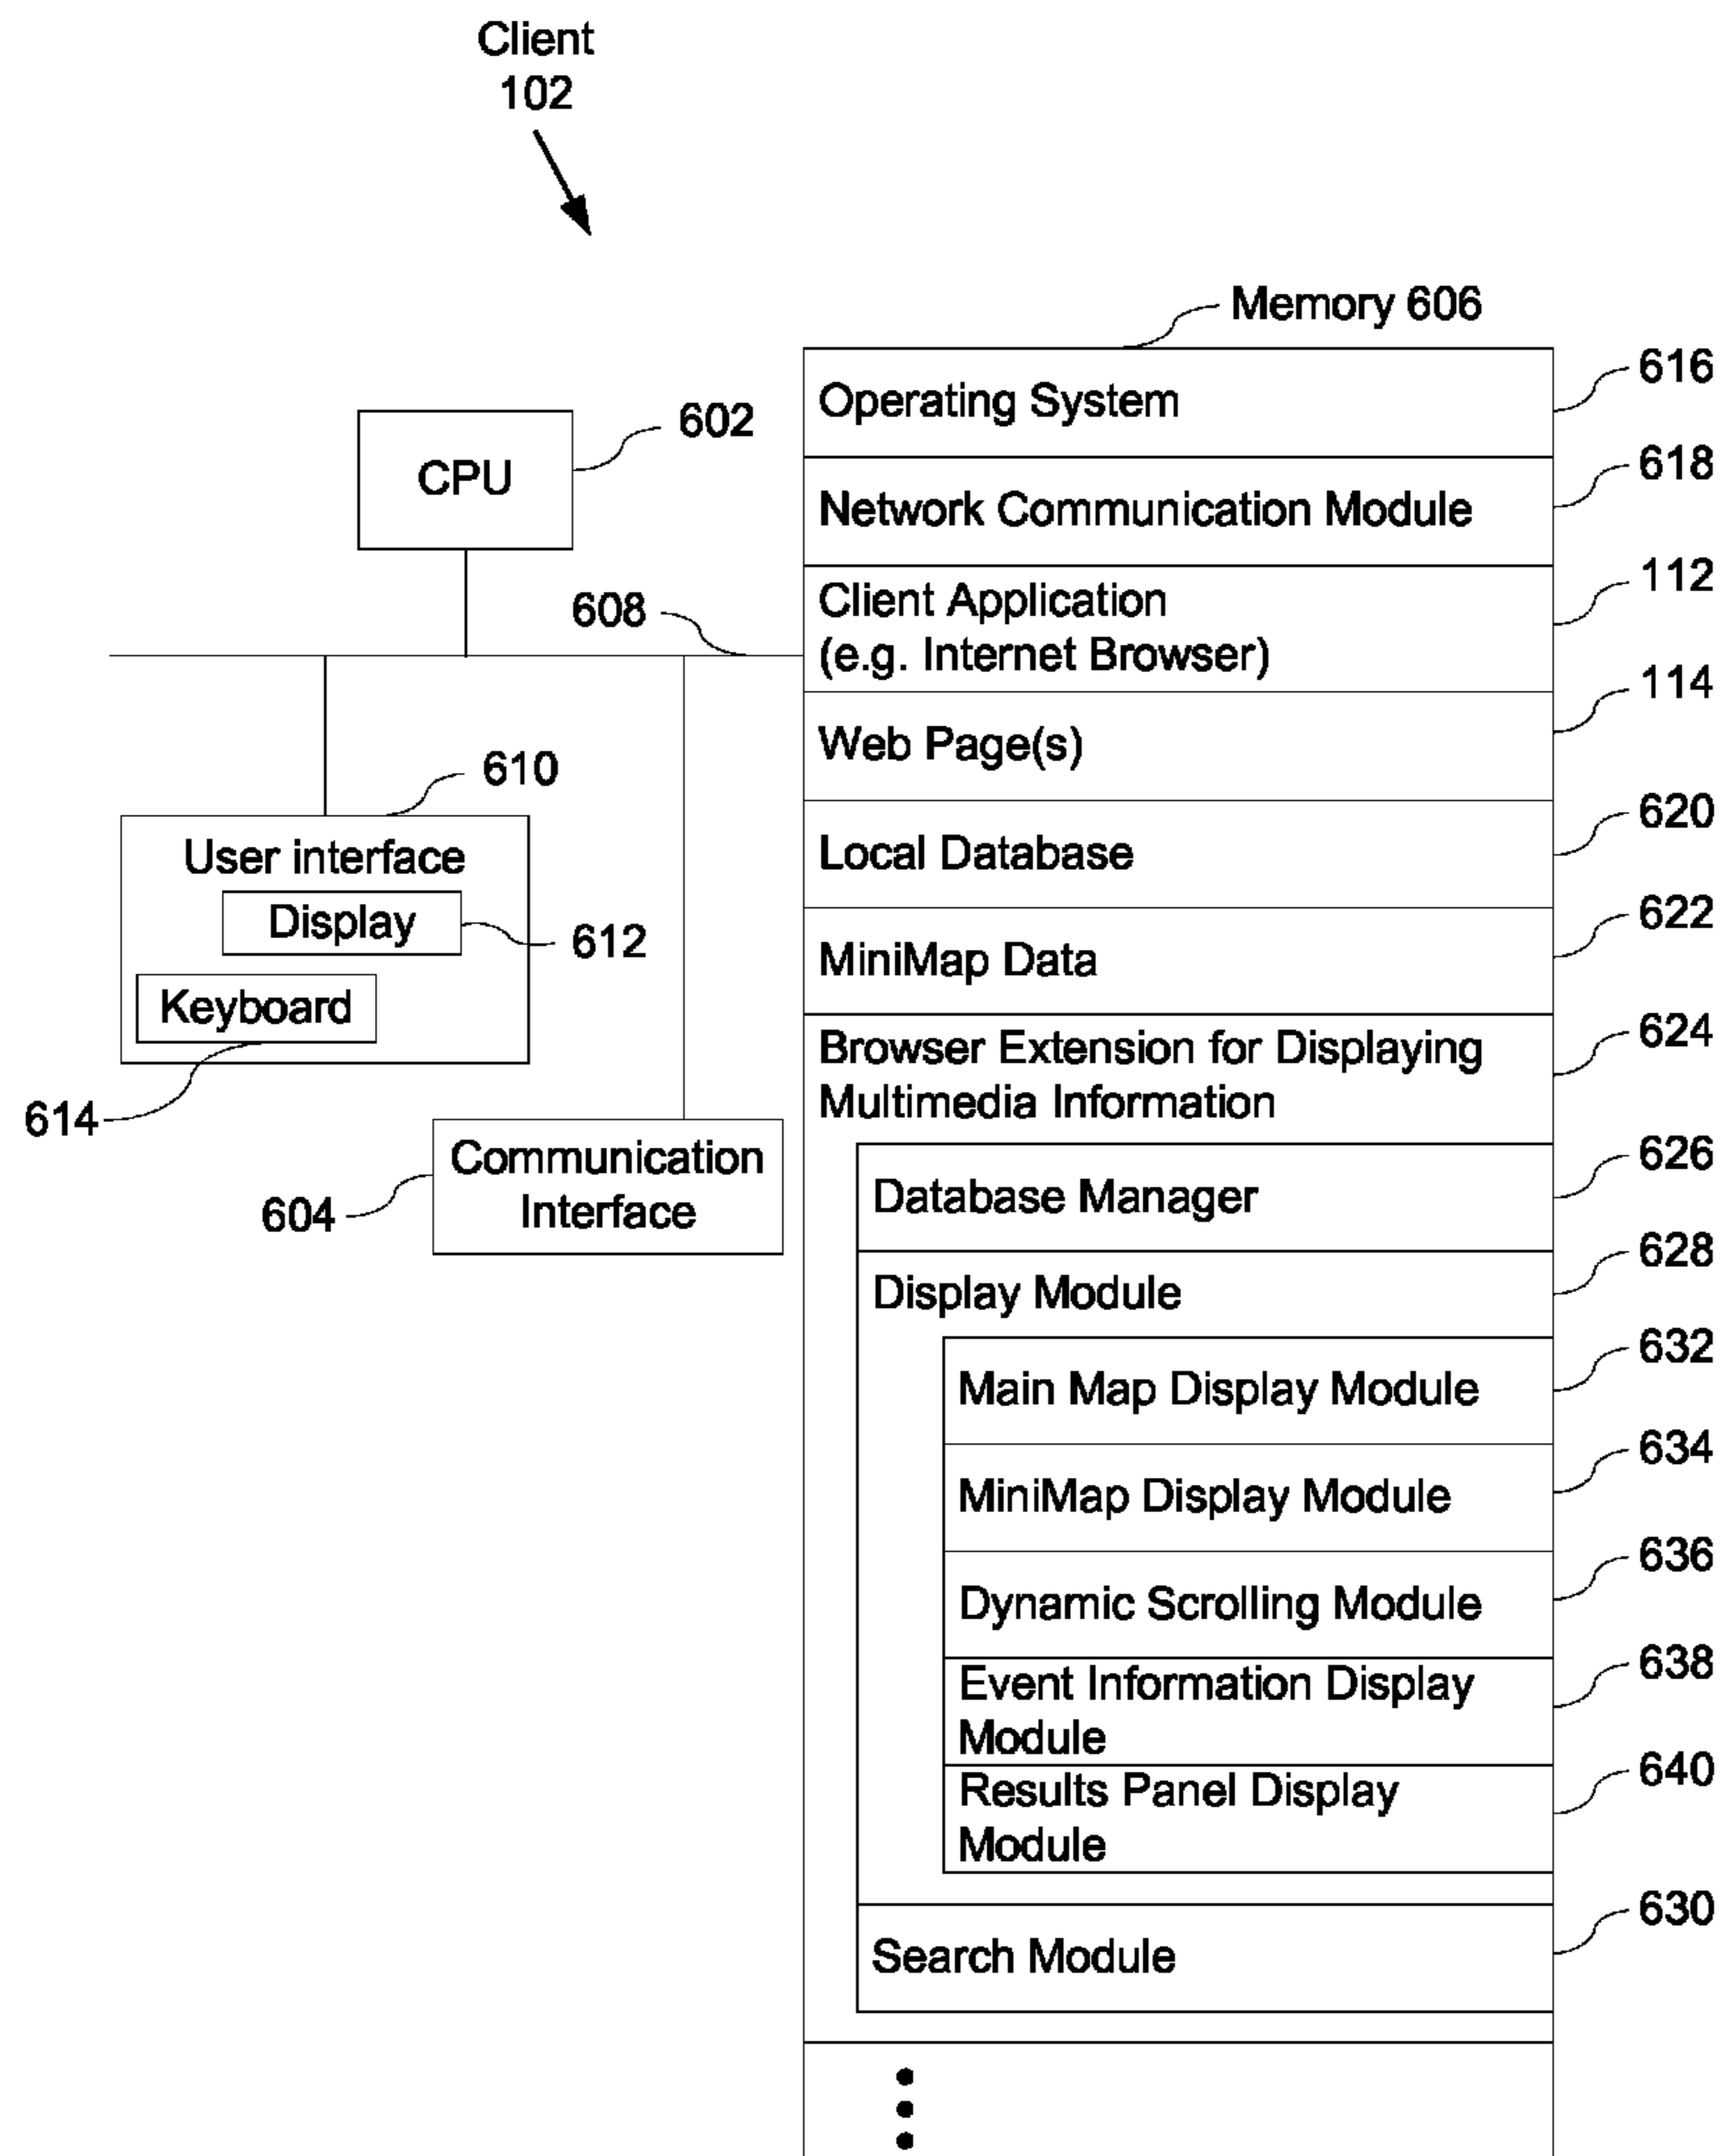 Client
102
Memory 606
616
Operating System
602
CPU
618
Network Communication Module
112
608
Client Application
(e.g. Internet Browser)
114
Web Page(s)
610
620
User interface
Local Database
Display
612
622
MiniMap Data
Keyboard
624
Browser Extension for Displaying
Multimedia Information
614
626
Communication
Interface
604
Database Manager
628
Display Module
632
Main Map Display Module
634
MiniMap Display Module
636
Dynamic Scrolling Module
638
Event Information Display
Module
640
Results Panel Display
Module
630
Search Module